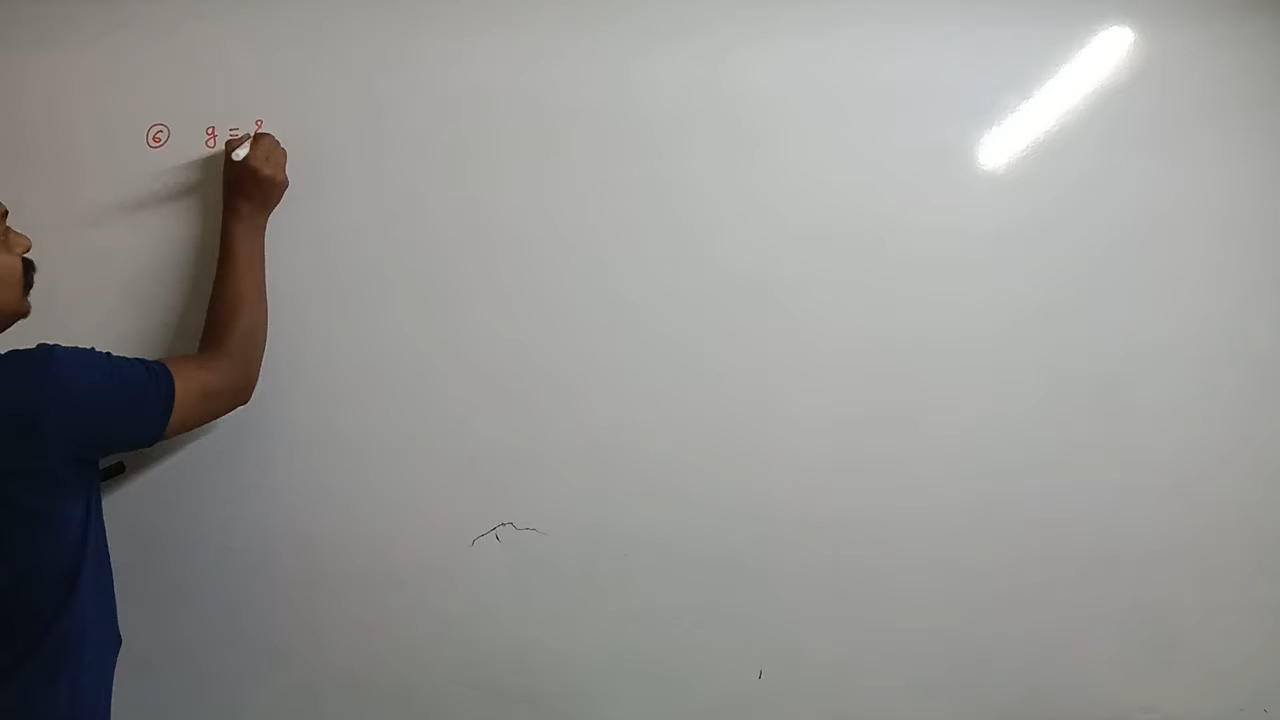 ⑥ g =